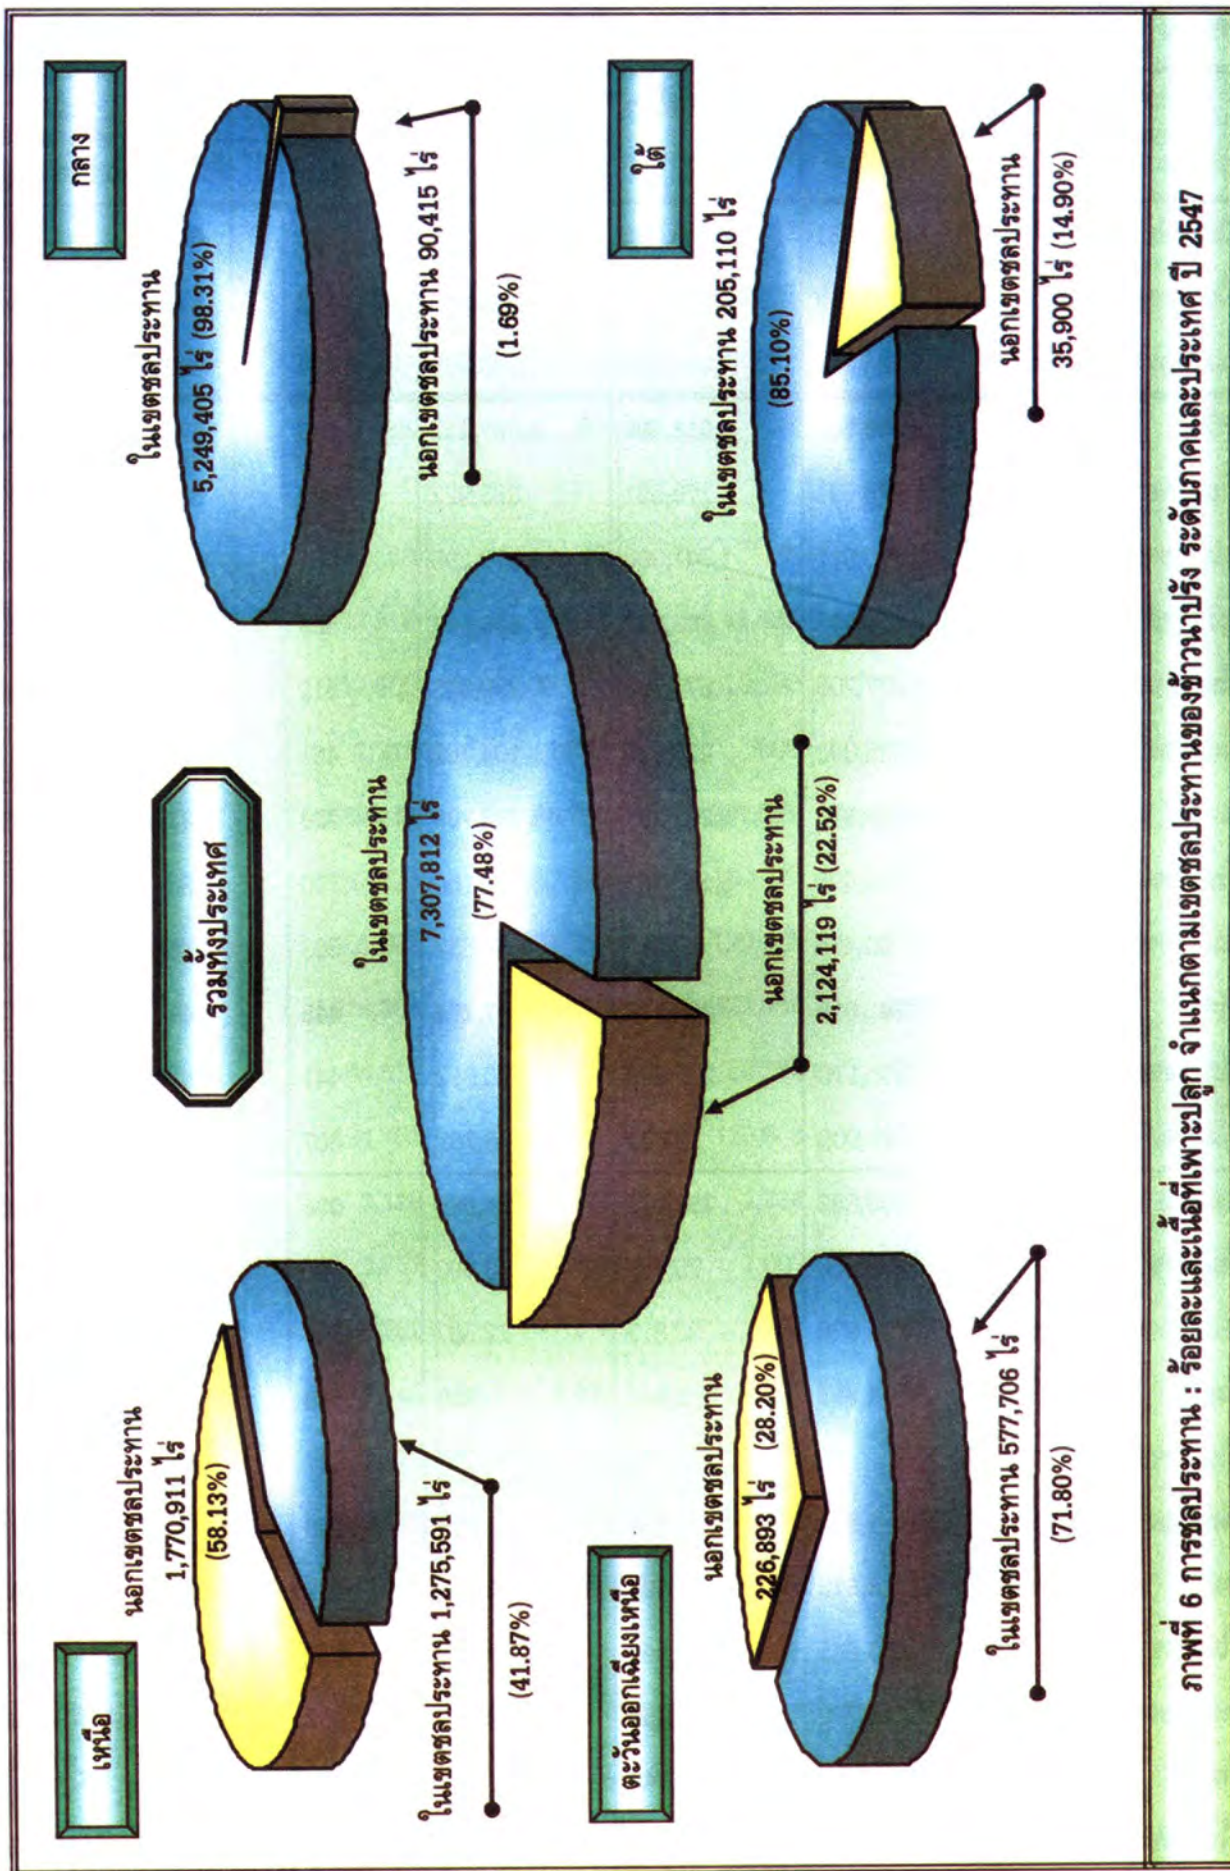 เหนือ
นอกเขตชลประทาน
1,770,911 ไร่
(58.13%)
ในเขตชลประทาน 1,275,591 ไร่
(41.87%)
รวมทั้งประเทศ
ในเขตชลประทาน
7,307,812 ไร่
(77.48%)
นอกเขตชลประทาน
2,124,119 ไร่ (22.52%)
กลาง
ในเขตชลประทาน
5,249,405 ไร่ (98.31%)
นอกเขตชลประทาน 90,415 ไร่
(1.69%)
ตะวันออกเฉียงเหนือ
นอกเขตชลประทาน
226,893 ไร่ (28.20%)
ในเขตชลประทาน 577,706 ไร่
(71.80%)
ใต้
ในเขตชลประทาน 205,110 ไร่
(85.10%)
นอกเขตชลประทาน
35,900 ไร่ (14.90%)
ภาพที่ 6 การชลประทาน : ร้อยละและเนื้อที่เพาะปลูก จำแนกตามเขตชลประทานของข้าวนาปรัง ระดับภาคและประเทศ ปี 2547